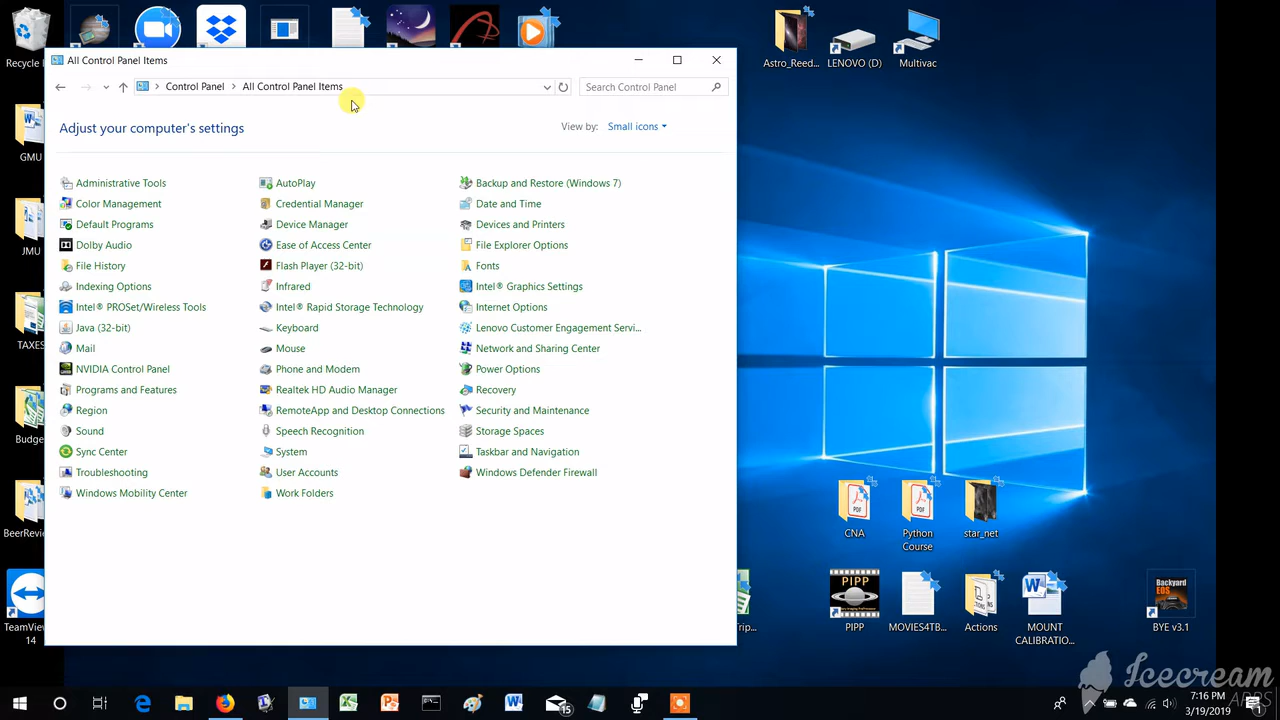 Recycle
GMU
JMU
TAXES
Budge
BeerRevie
TeamView
14
All Control Panel Items
Control Panel > All Control Panel Items
Search Control Panel
Adjust your computer's settings
View by: Small icons
Administrative Tools
Color Management
Default Programs
Dolby Audio
File History
Indexing Options
Intel® PROSet/Wireless Tools
Java (32-bit)
Mail
NVIDIA Control Panel
Programs and Features
Region
Sound
Sync Center
Troubleshooting
Windows Mobility Center
AutoPlay
Credential Manager
Device Manager
Ease of Access Center
Flash Player (32-bit)
Infrared
Intel® Rapid Storage Technology
Keyboard
Mouse
Phone and Modem
Realtek HD Audio Manager
RemoteApp and Desktop Connections
Speech Recognition
System
User Accounts
Work Folders
Backup and Restore (Windows 7)
Date and Time
Devices and Printers
File Explorer Options
Fonts
Intel® Graphics Settings
Internet Options
Lenovo Customer Engagement Servi...
Network and Sharing Center
Power Options
Recovery
Security and Maintenance
Storage Spaces
Taskbar and Navigation
Windows Defender Firewall
Astro_Reed...
LENOVO (D)
Multivac
PDF
CNA
PDF
Python
Course
star_net
Trip...
PIPP
PIPP
MOVIES4TB...
Actions
MOUNT
CALIBRATIO...
Backyard
EOS
BYE v3.1
Icecream
APPS
15
7:16 PM
3/19/2019
1